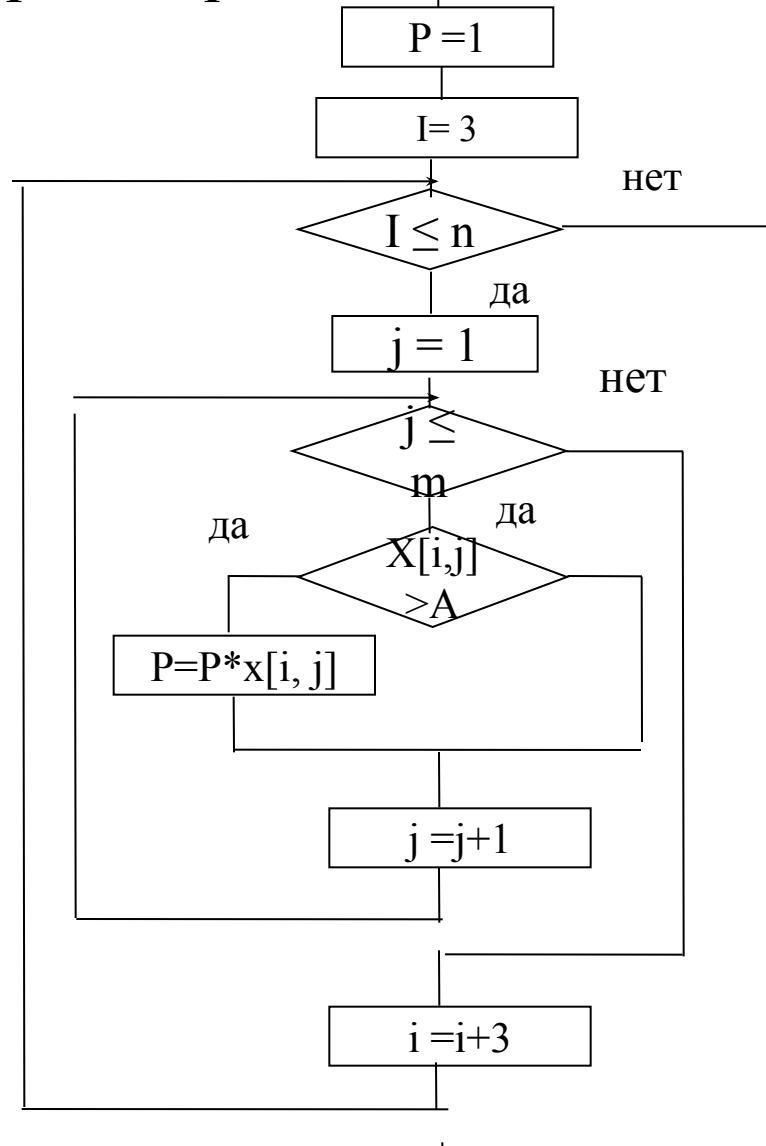 P =1
I= 3
нет
I ≤ n
да
j = 1
нет
j ≤
m
да
да
X[i,j]
>A
P=P*x[i, j]
j =j+1
i =i+3